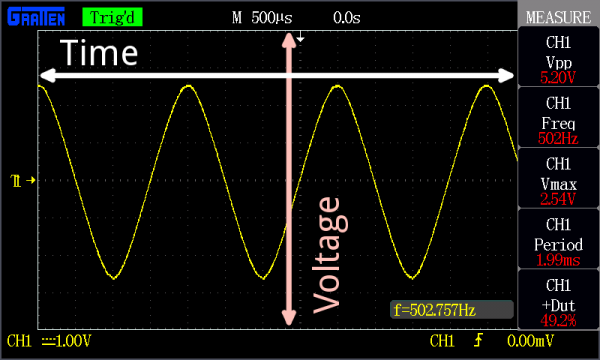 GRATTEN Trig'd M 500μs 0.0s MEASURE
Time
CH1
Vpp
5.20V
CH1
Freq
502Hz
CH1
Vmax
2.54V
CH1
Period
1.99ms
CH1
+Dut
49.2%
Voltage
f=502.757Hz
CH1 1.00V CH1 0.00mV